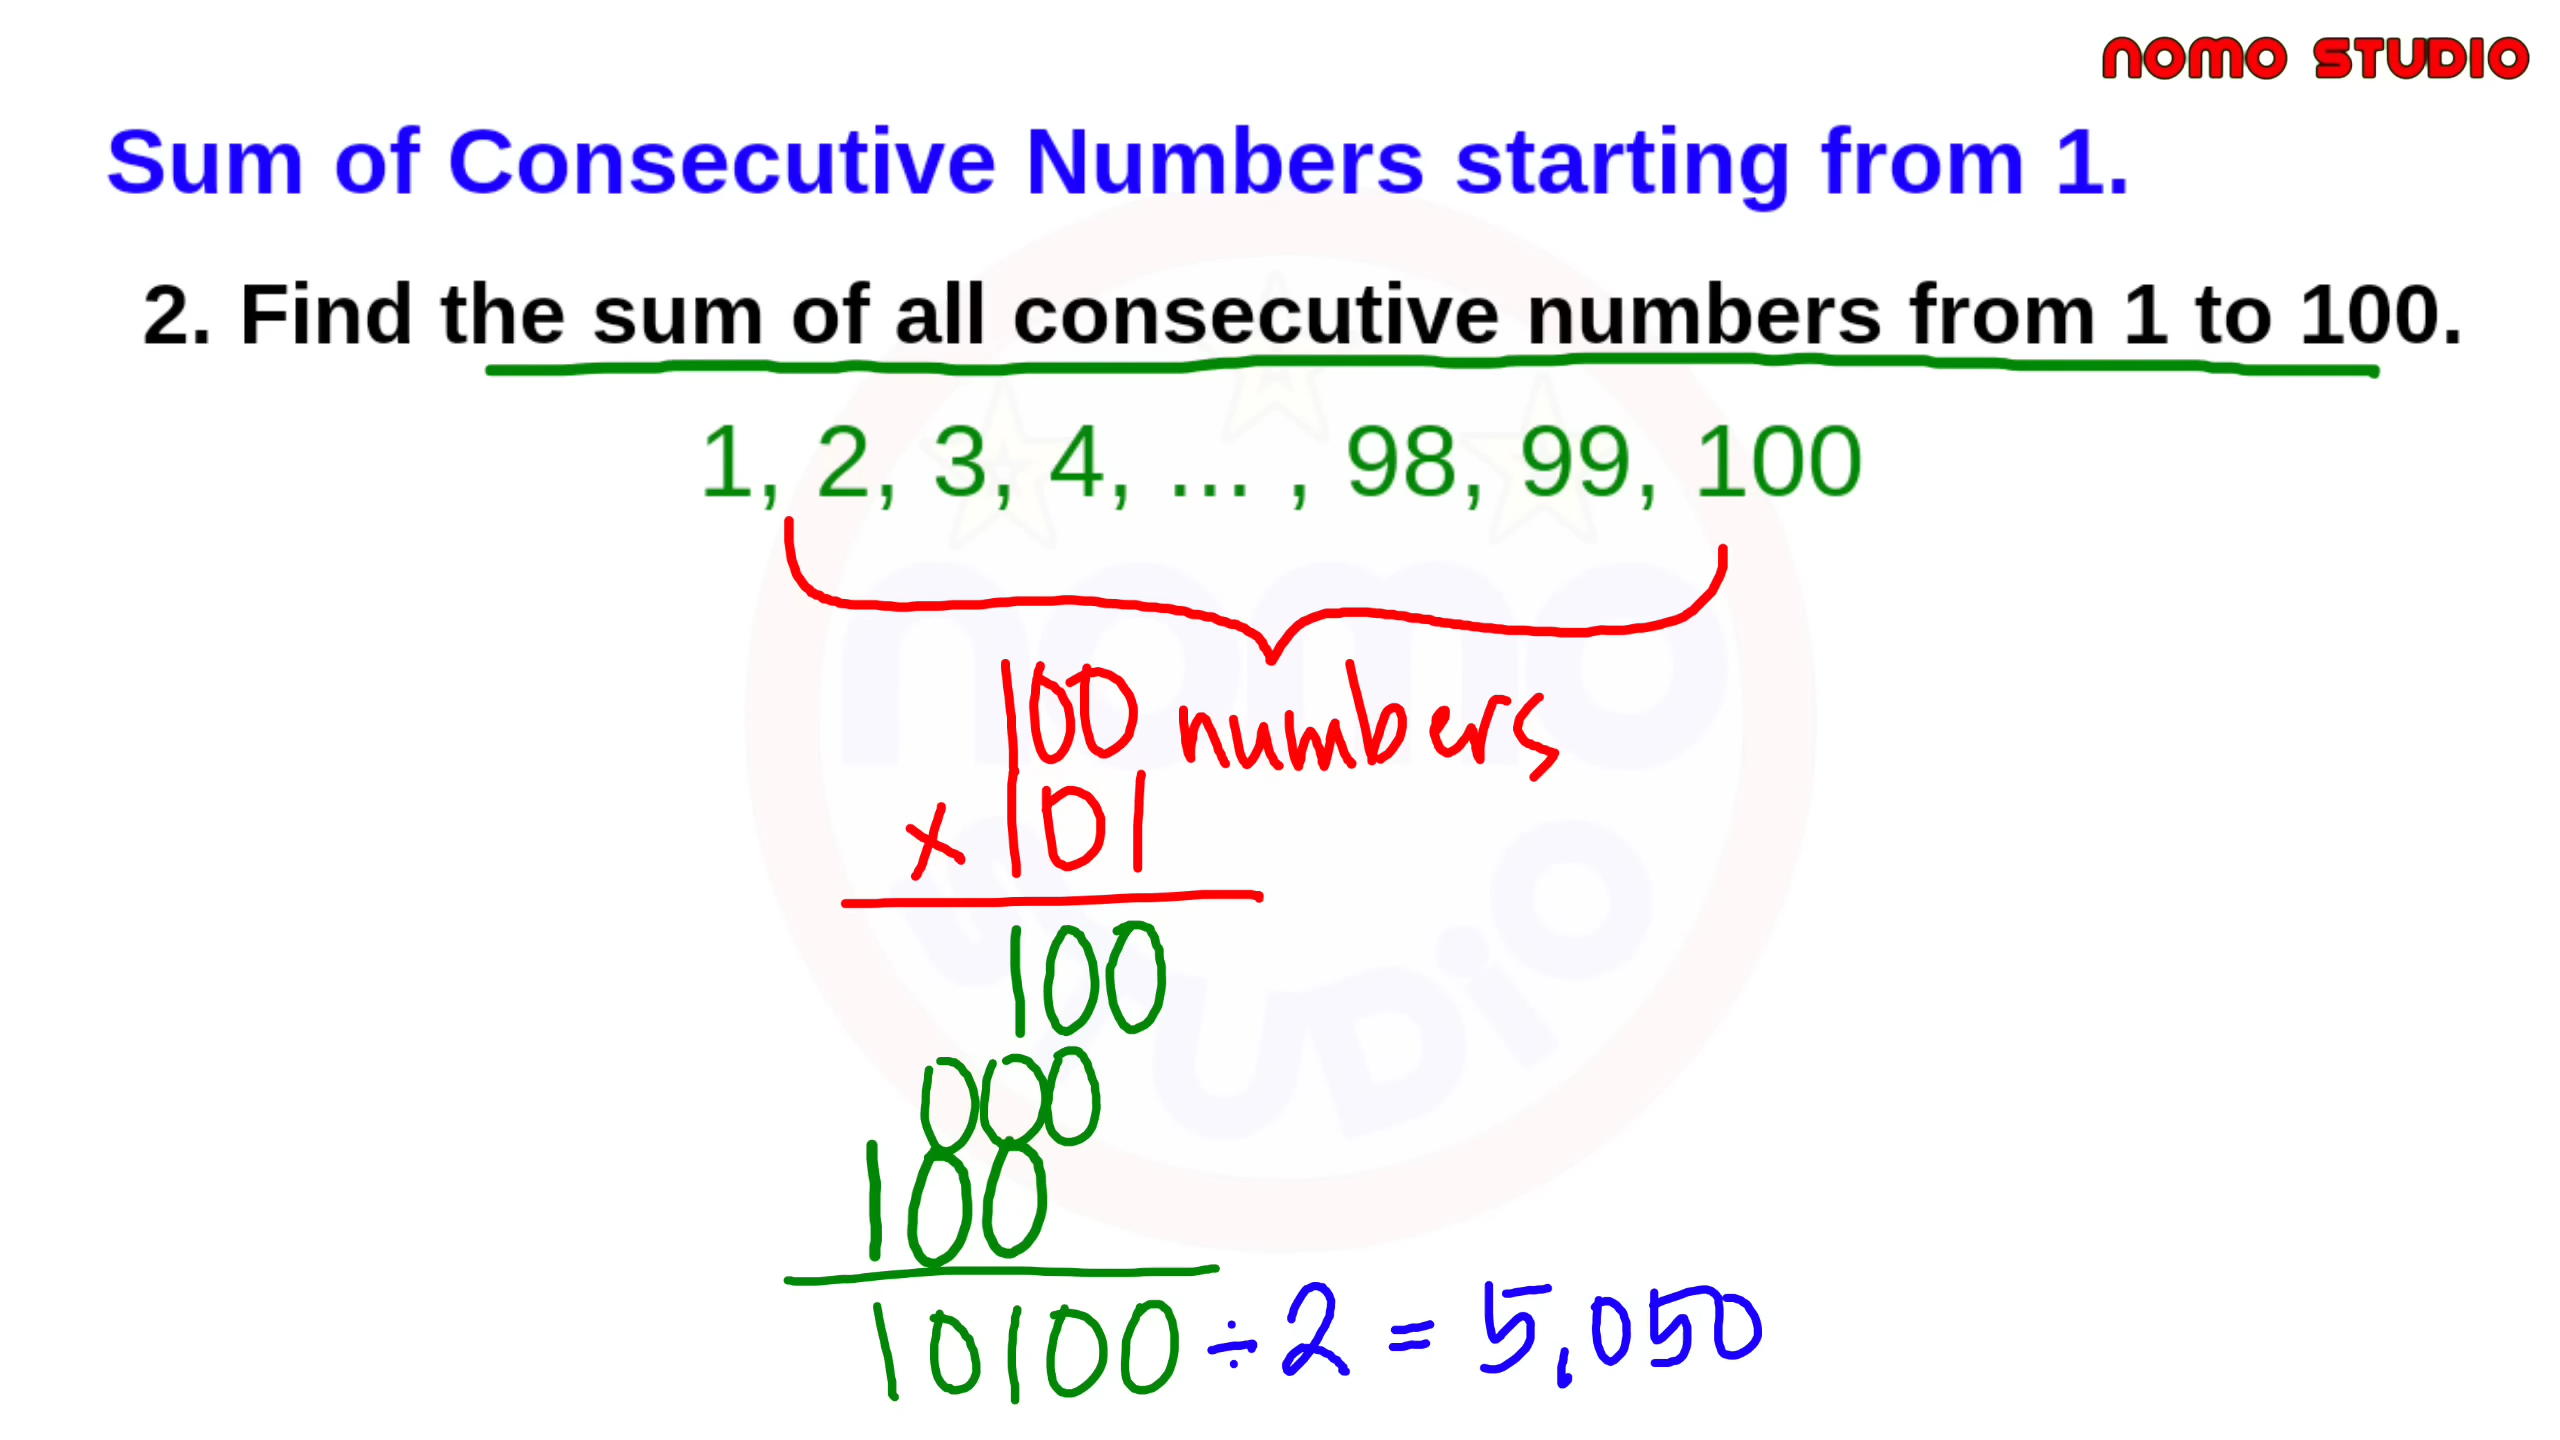 NOMO STUDIO
Sum of Consecutive Numbers starting from 1.
2. Find the sum of all consecutive numbers from 1 to 100.
1, 2, 3, 4, ... , 98, 99, 100
100 numbers
x 101
100
000
100
10100 ÷ 2 = 5,050
nomo
STUDiO